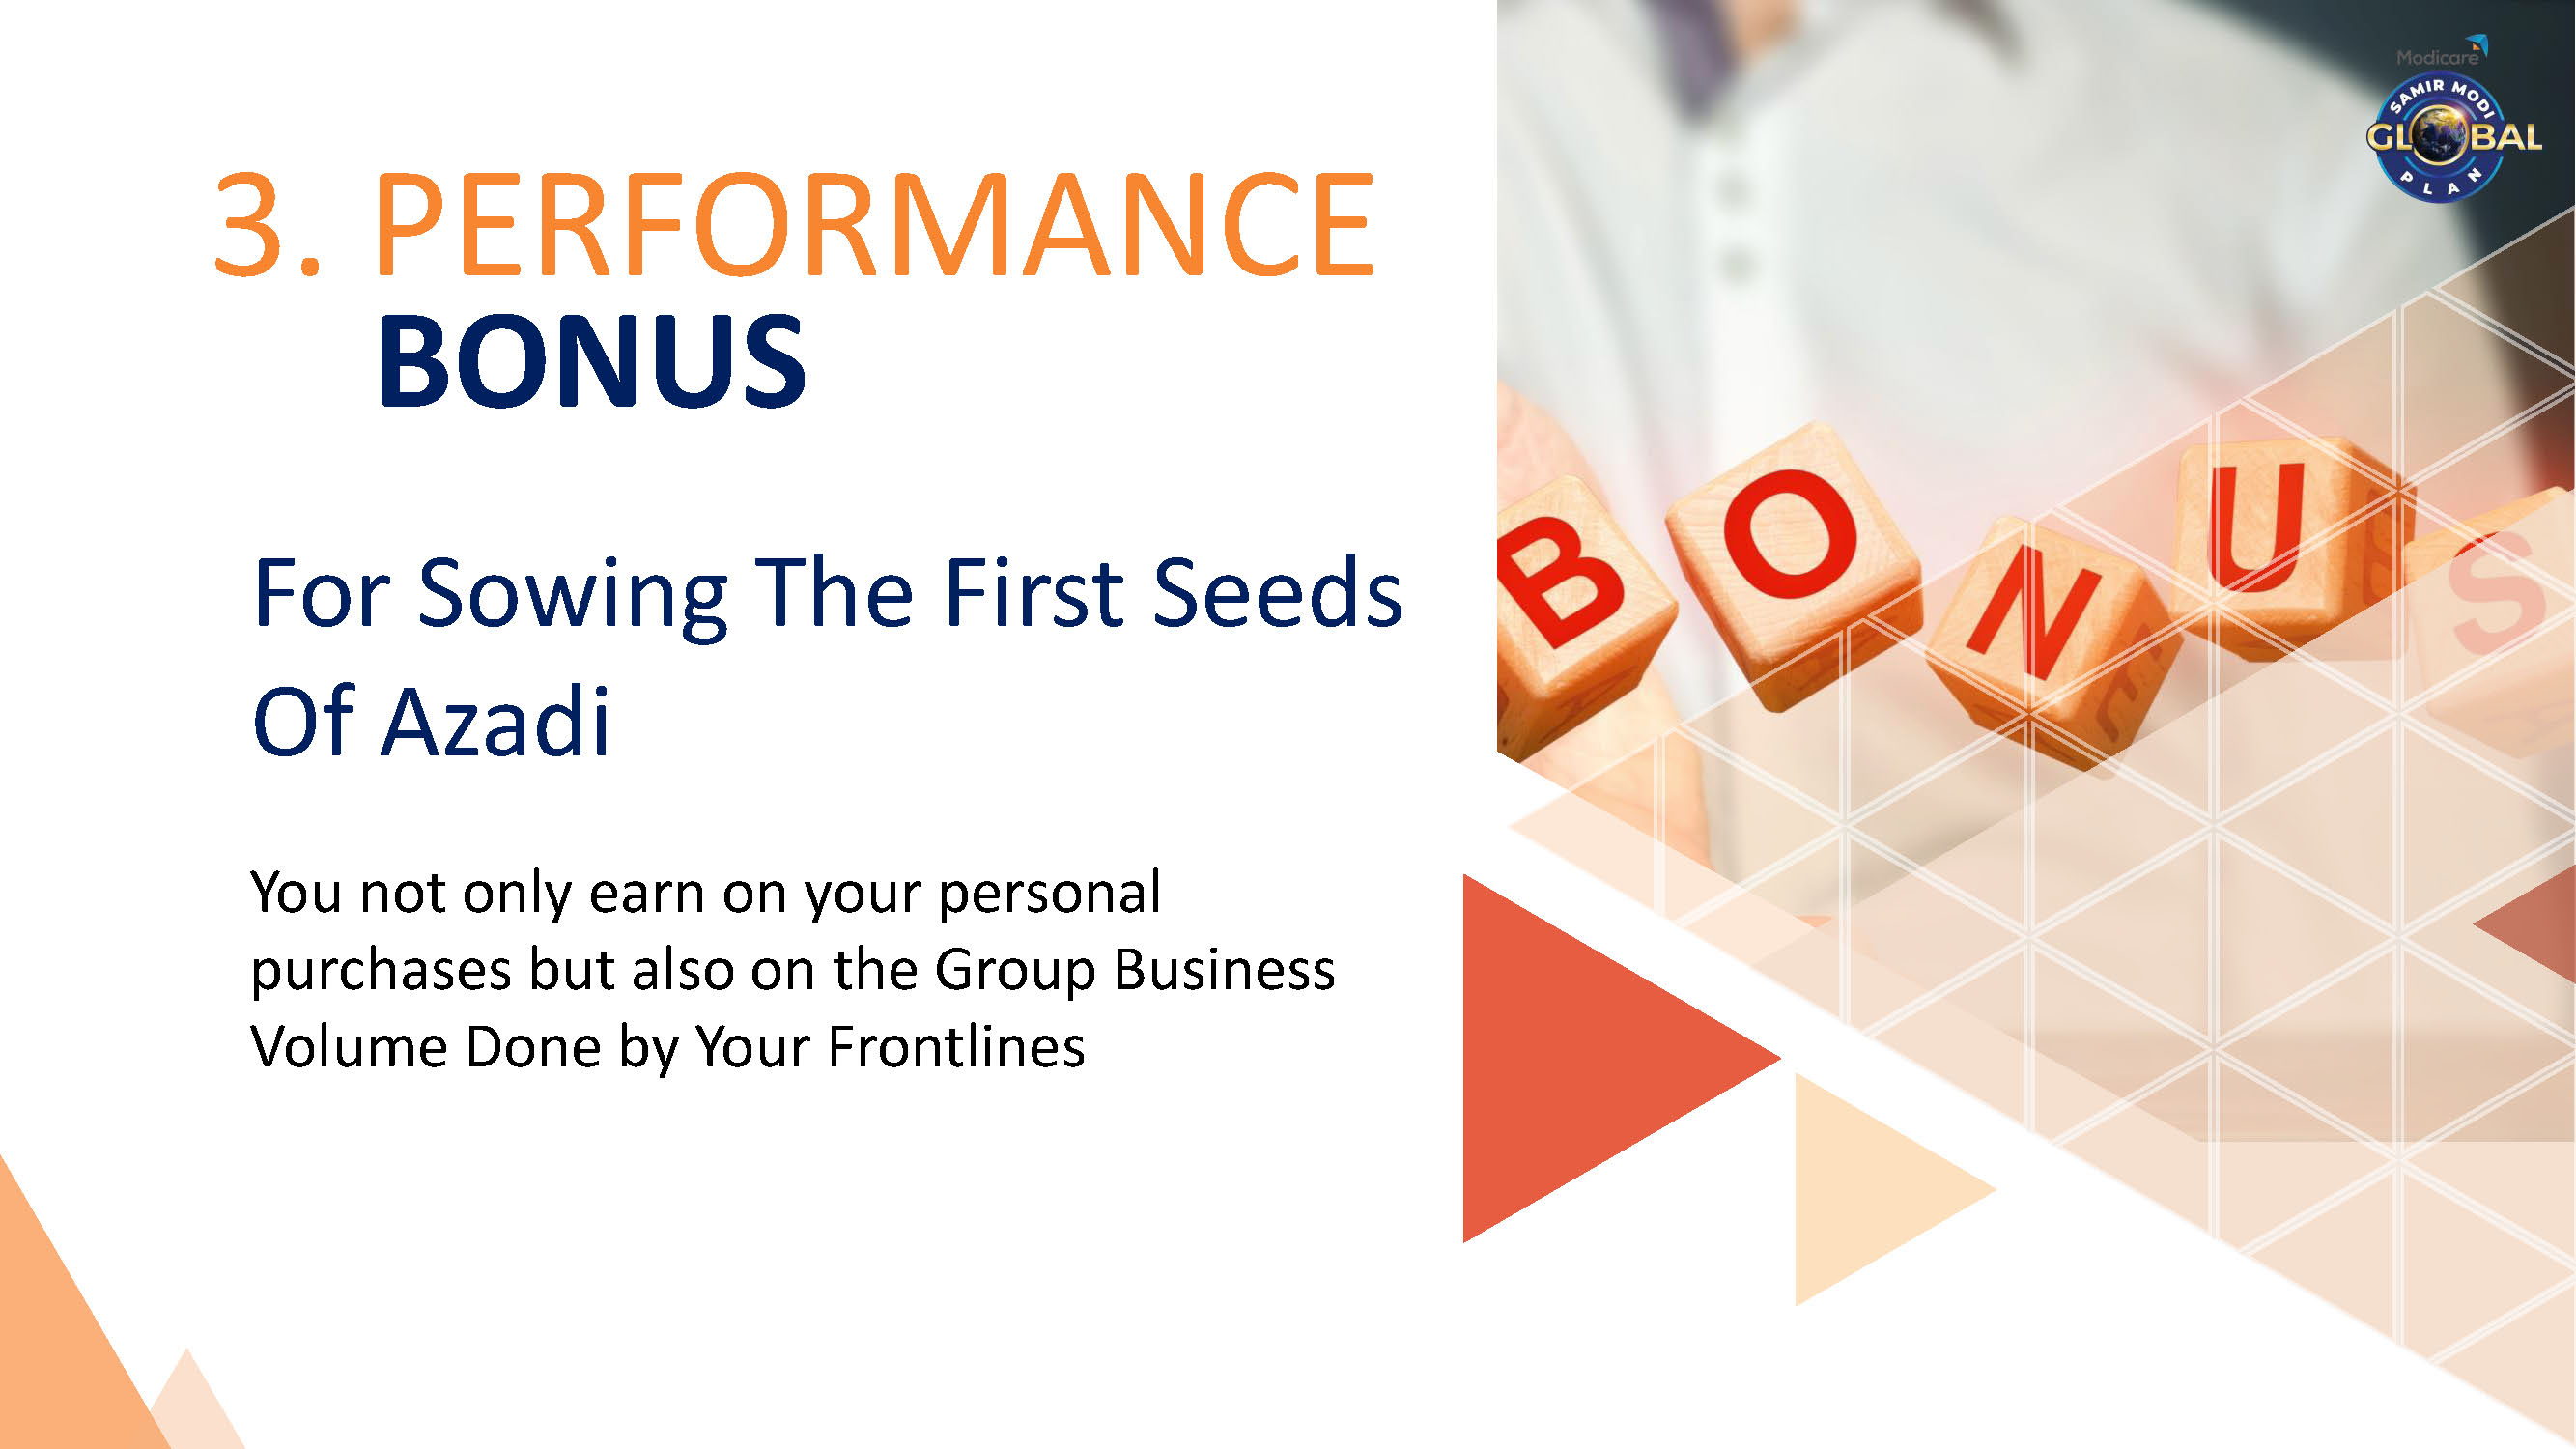 Modicare
SAMIR MODI
GLOBAL
PLAN
3. PERFORMANCE
BONUS
For Sowing The First Seeds
Of Azadi
You not only earn on your personal
purchases but also on the Group Business
Volume Done by Your Frontlines
BONUS